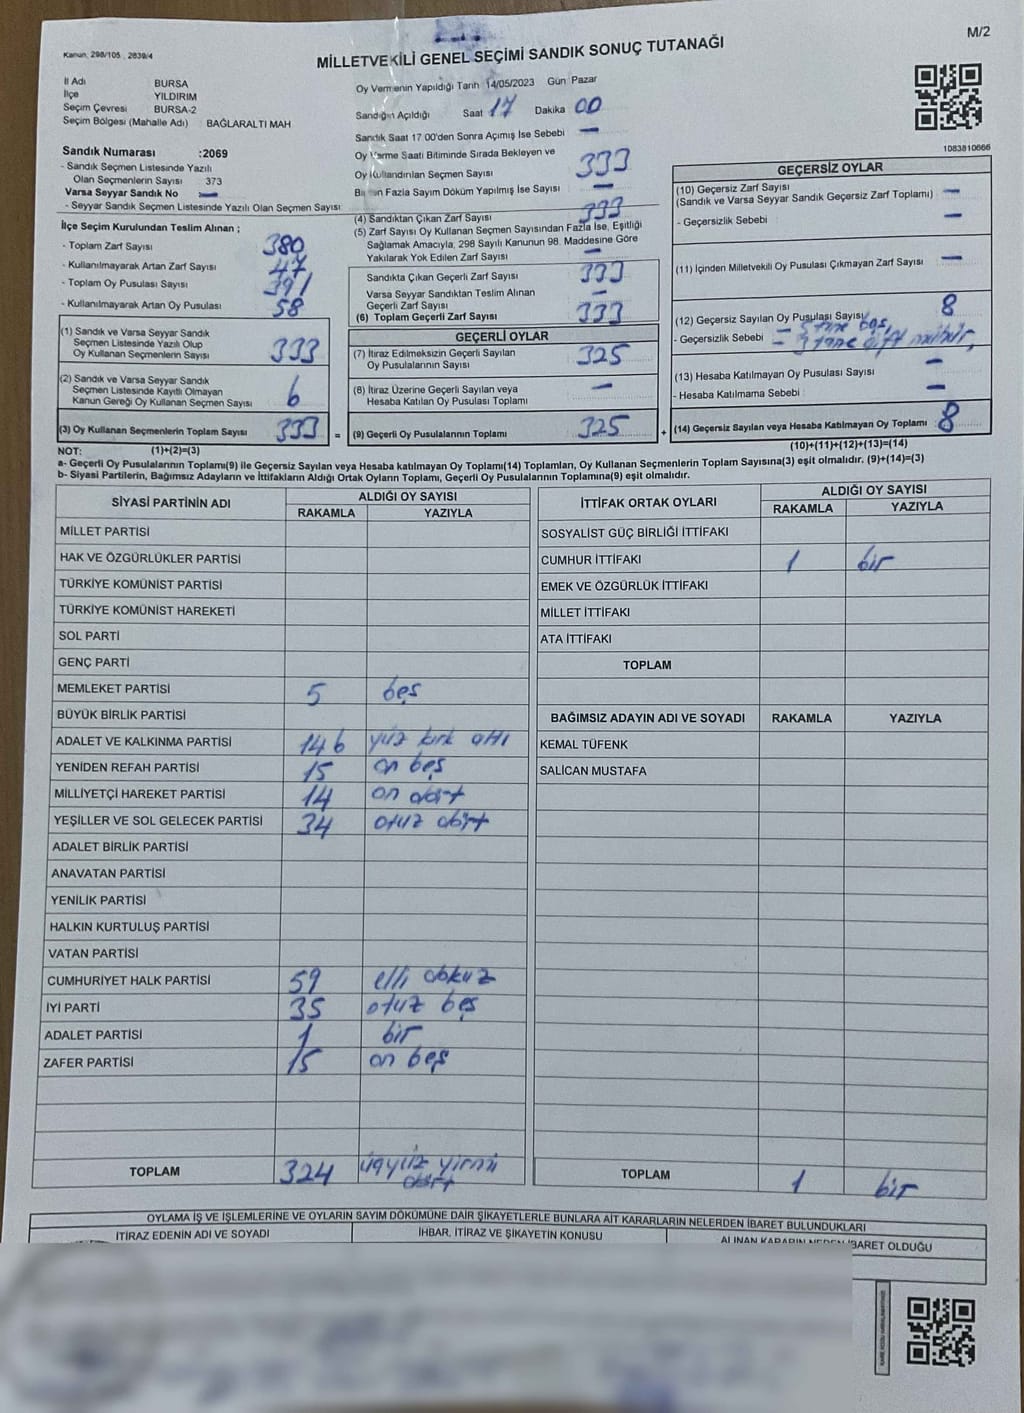 Kanun, 298/105 2839/4
M/2
MİLLETVEKİLİ GENEL SEÇİMİ SANDIK SONUÇ TUTANAĞI
İl Adı BURSA
İlçe YILDIRIM
Seçim Çevresi BURSA-2
Seçim Bölgesi (Mahalle Adı) BAĞLARALTI MAH
Sandık Numarası :2069
- Sandık Seçmen Listesinde Yazılı
Olan Seçmenlerin Sayısı 373
Varsa Seyyar Sandık No —
- Seyyar Sandık Seçmen Listesinde Yazılı Olan Seçmen Sayısı
Oy Vermenin Yapıldığı Tarih 14/05/2023 Gün Pazar
Sandığın Açıldığı Saat 17 Dakika 00
Sandık Saat 17.00'den Sonra Açımış İse Sebebi —
Oy Verme Saati Bitiminde Sırada Bekleyen ve
Oy Kullandırılan Seçmen Sayısı 333
Birden Fazla Sayım Döküm Yapılmış İse Sayısı —
1083810666
İlçe Seçim Kurulundan Teslim Alınan ;
- Toplam Zarf Sayısı 380
- Kullanılmayarak Artan Zarf Sayısı 47
- Toplam Oy Pusulası Sayısı 391
- Kullanılmayarak Artan Oy Pusulası 58
(1) Sandık ve Varsa Seyyar Sandık
Seçmen Listesinde Yazılı Olup
Oy Kullanan Seçmenlerin Sayısı 333
(2) Sandık ve Varsa Seyyar Sandık
Seçmen Listesinde Kayıtlı Olmayan
Kanun Gereği Oy Kullanan Seçmen Sayısı 6
(3) Oy Kullanan Seçmenlerin Toplam Sayısı 333 =
(4) Sandıktan Çıkan Zarf Sayısı 333
(5) Zarf Sayısı Oy Kullanan Seçmen Sayısından Fazla İse, Eşitliği
Sağlamak Amacıyla, 298 Sayılı Kanunun 98. Maddesine Göre
Yakılarak Yok Edilen Zarf Sayısı —
Sandıkta Çıkan Geçerli Zarf Sayısı 333
Varsa Seyyar Sandıktan Teslim Alınan
Geçerli Zarf Sayısı —
(6) Toplam Geçerli Zarf Sayısı 333
GEÇERLİ OYLAR
(7) İtiraz Edilmeksizin Geçerli Sayılan
Oy Pusulalarının Sayısı 325
(8) İtiraz Üzerine Geçerli Sayılan veya
Hesaba Katılan Oy Pusulası Toplamı —
(9) Geçerli Oy Pusulalarının Toplamı 325 +
GEÇERSİZ OYLAR
(10) Geçersiz Zarf Sayısı
(Sandık ve Varsa Seyyar Sandık Geçersiz Zarf Toplamı) —
- Geçersizlik Sebebi —
(11) İçinden Milletvekili Oy Pusulası Çıkmayan Zarf Sayısı —
(12) Geçersiz Sayılan Oy Pusulası Sayısı 8
- 5 tane boş,
- Geçersizlik Sebebi - 3 tane çift mühür,
(13) Hesaba Katılmayan Oy Pusulası Sayısı —
- Hesaba Katılmama Sebebi —
(14) Geçersiz Sayılan veya Hesaba Katılmayan Oy Toplamı 8
NOT: (1)+(2)=(3)
(10)+(11)+(12)+(13)=(14)
a- Geçerli Oy Pusulalarının Toplamı(9) ile Geçersiz Sayılan veya Hesaba katılmayan Oy Toplamı(14) Toplamları, Oy Kullanan Seçmenlerin Toplam Sayısına(3) eşit olmalıdır. (9)+(14)=(3)
b- Siyasi Partilerin, Bağımsız Adayların ve İttifakların Aldığı Ortak Oyların Toplamı, Geçerli Oy Pusulalarının Toplamına(9) eşit olmalıdır.
SİYASİ PARTİNİN ADI ALDIĞI OY SAYISI
RAKAMLA YAZIYLA
MİLLET PARTİSİ
HAK VE ÖZGÜRLÜKLER PARTİSİ
TÜRKİYE KOMÜNİST PARTİSİ
TÜRKİYE KOMÜNİST HAREKETİ
SOL PARTİ
GENÇ PARTİ
MEMLEKET PARTİSİ 5 beş
BÜYÜK BİRLİK PARTİSİ
ADALET VE KALKINMA PARTİSİ 146 yüz kırk altı
YENİDEN REFAH PARTİSİ 15 on beş
MİLLİYETÇİ HAREKET PARTİSİ 14 on dört
YEŞİLLER VE SOL GELECEK PARTİSİ 34 otuz dört
ADALET BİRLİK PARTİSİ
ANAVATAN PARTİSİ
YENİLİK PARTİSİ
HALKIN KURTULUŞ PARTİSİ
VATAN PARTİSİ
CUMHURİYET HALK PARTİSİ 59 elli dokuz
İYİ PARTİ 35 otuz beş
ADALET PARTİSİ 1 bir
ZAFER PARTİSİ 15 on beş
TOPLAM 324 üçyüz yirmi
dört
İTTİFAK ORTAK OYLARI ALDIĞI OY SAYISI
RAKAMLA YAZIYLA
SOSYALİST GÜÇ BİRLİĞİ İTTİFAKI
CUMHUR İTTİFAKI 1 bir
EMEK VE ÖZGÜRLÜK İTTİFAKI
MİLLET İTTİFAKI
ATA İTTİFAKI
TOPLAM
BAĞIMSIZ ADAYIN ADI VE SOYADI RAKAMLA YAZIYLA
KEMAL TÜFENK
SALİCAN MUSTAFA
TOPLAM 1 bir
OYLAMA İŞ VE İŞLEMLERİNE VE OYLARIN SAYIM DÖKÜMÜNE DAİR ŞİKAYETLERLE BUNLARA AİT KARARLARIN NELERDEN İBARET BULUNDUKLARI
İTİRAZ EDENİN ADI VE SOYADI İHBAR, İTİRAZ VE ŞİKAYETİN KONUSU ALINAN KARARIN NEDEN İBARET OLDUĞU